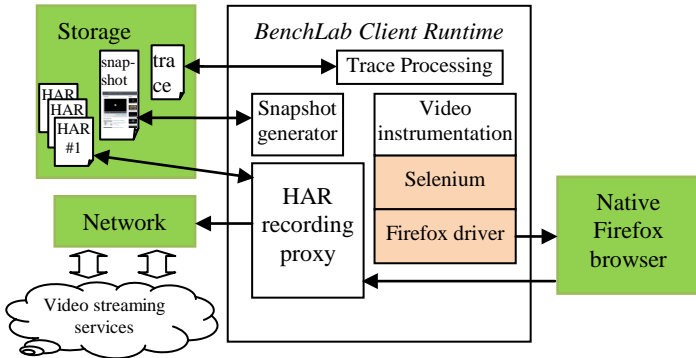 Storage
BenchLab Client Runtime
snap-
shot
tra
ce
Trace Processing
HAR
HAR
HAR
#1
Snapshot
generator
Video
instrumentation
HAR
recording
proxy
Selenium
Firefox driver
Network
Native
Firefox
browser
Video streaming
services